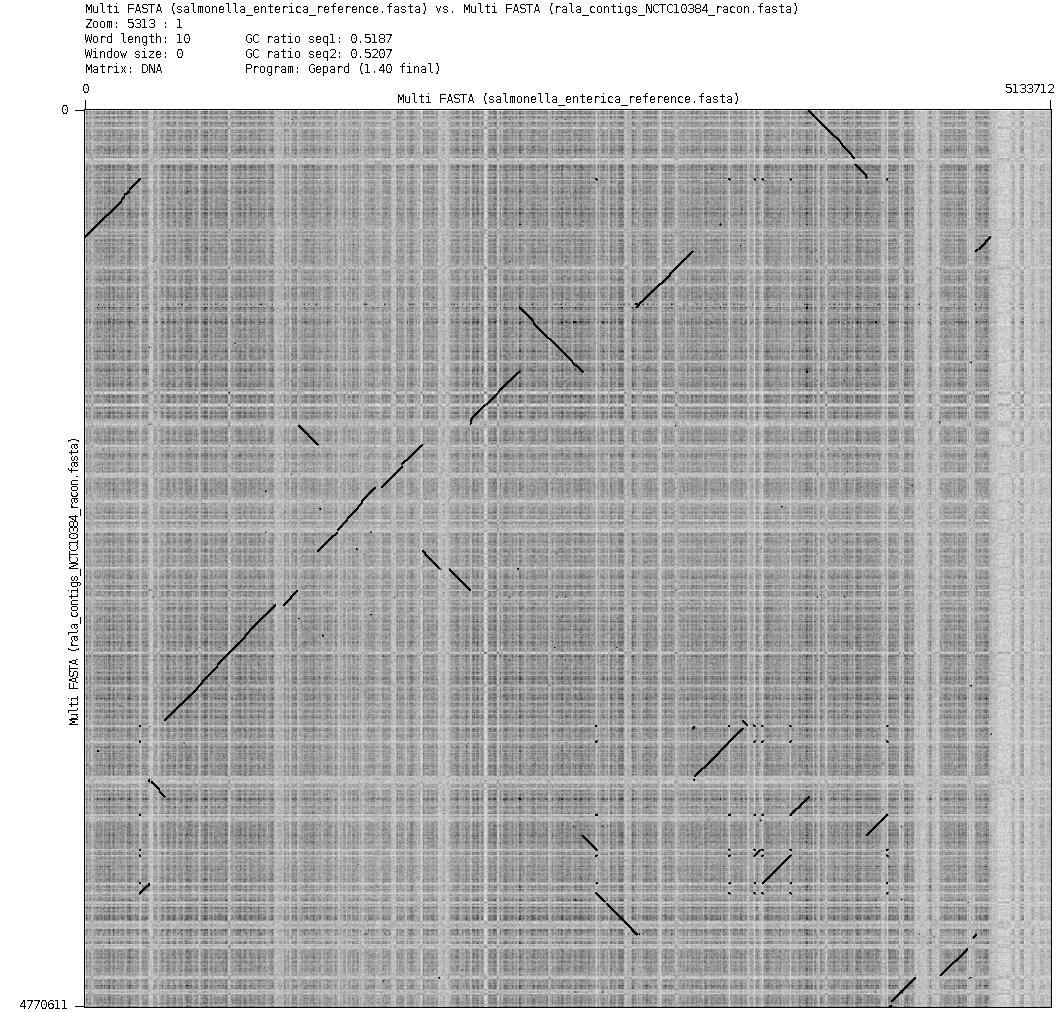 Multi FASTA (salmonella_enterica_reference.fasta) vs. Multi FASTA (rala_contigs_NCTC10384_racon.fasta)
Zoom: 5313 : 1
Word length: 10 GC ratio seq1: 0.5187
Window size: 0 GC ratio seq2: 0.5207
Matrix: DNA Program: Gepard (1.40 final)
0 5133712
Multi FASTA (salmonella_enterica_reference.fasta)
0
Multi FASTA (rala_contigs_NCTC10384_racon.fasta)
4770611